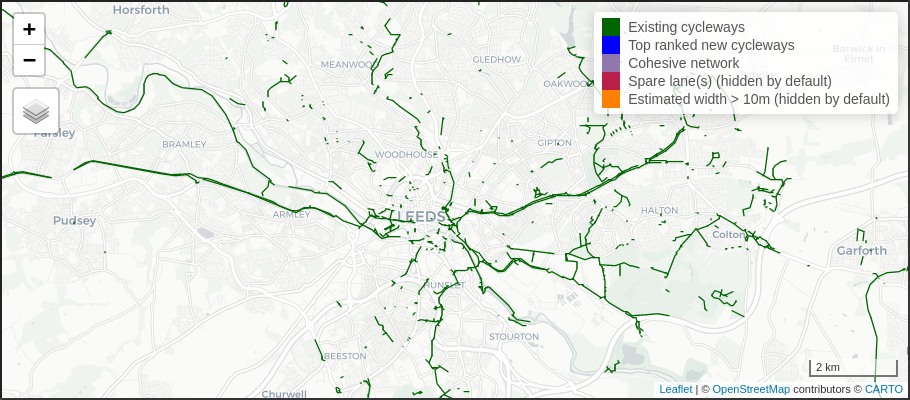 Horsforth
+
−
MEANWOOD
GLEDHOW
OAKWOOD
Existing cycleways
Top ranked new cycleways
Cohesive network
Spare lane(s) (hidden by default)
Estimated width > 10m (hidden by default)
Barwick in
Elmet
Farsley
BRAMLEY
WOODHOUSE
GIPTON
Pudsey
ARMLEY
LEEDS
HALTON
Colton
Garforth
HUNSLET
STOURTON
BEESTON
Churwell
2 km
Leaflet | © OpenStreetMap contributors © CARTO